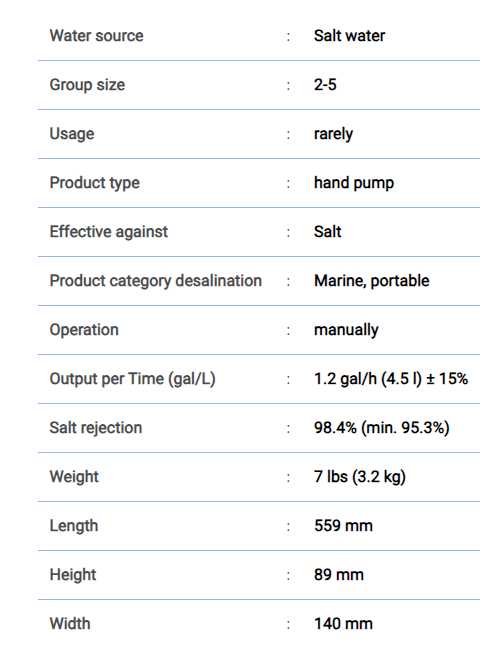 Water source : Salt water
Group size : 2-5
Usage : rarely
Product type : hand pump
Effective against : Salt
Product category desalination : Marine, portable
Operation : manually
Output per Time (gal/L) : 1.2 gal/h (4.5 l) ± 15%
Salt rejection : 98.4% (min. 95.3%)
Weight : 7 lbs (3.2 kg)
Length : 559 mm
Height : 89 mm
Width : 140 mm